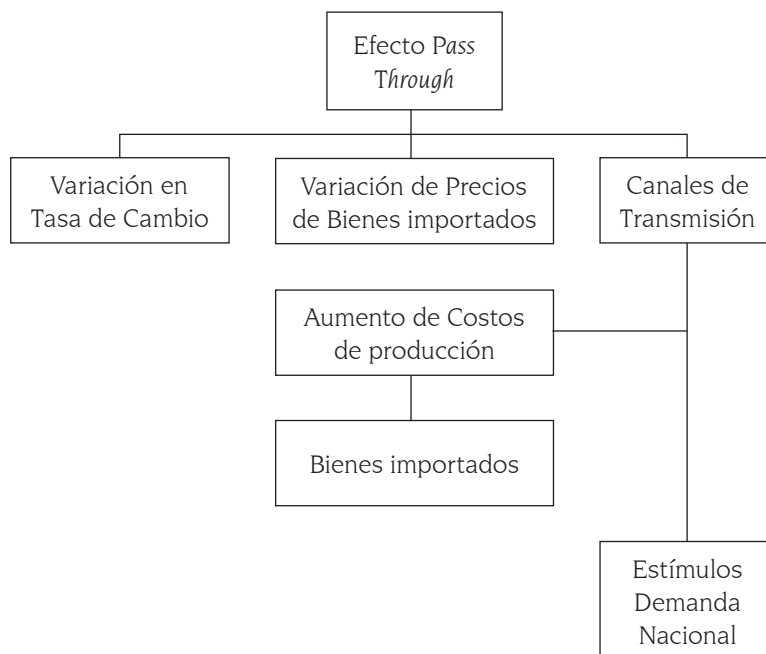 Efecto Pass
Through
Variación en
Tasa de Cambio
Variación de Precios
de Bienes importados
Canales de
Transmisión
Aumento de Costos
de producción
Bienes importados
Estímulos
Demanda
Nacional